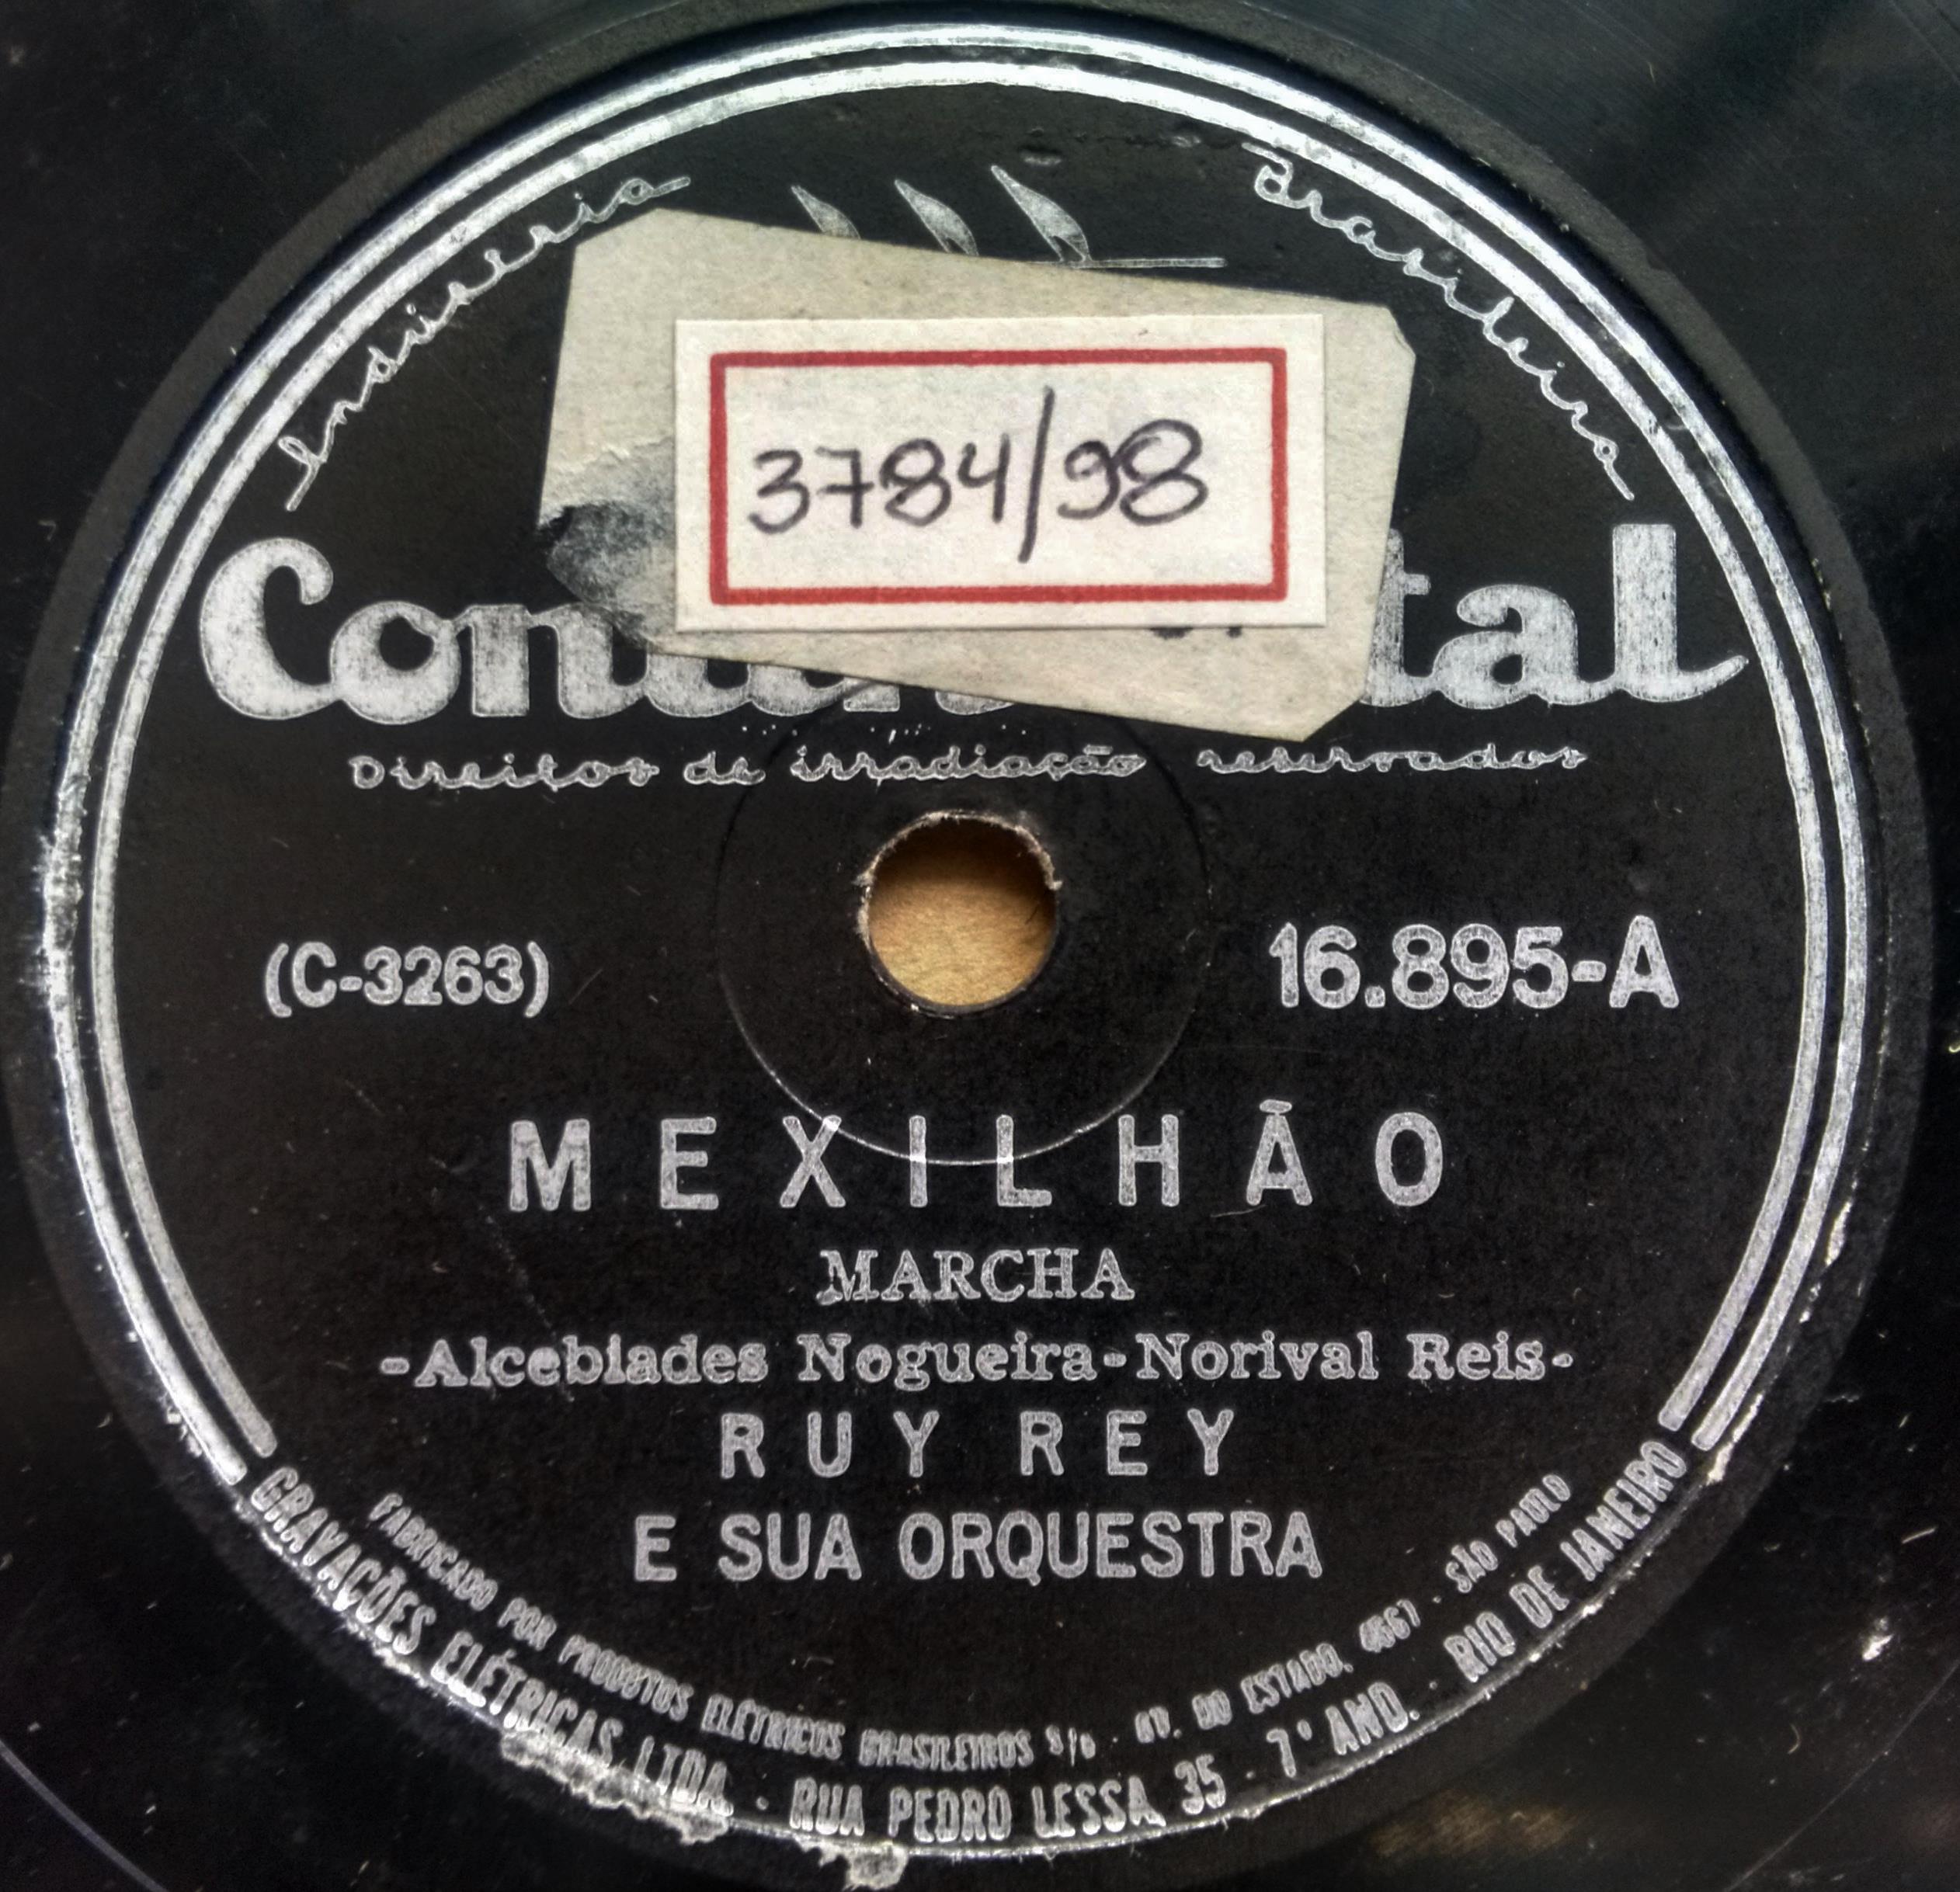 Indústria Brasileira
3784/98
Continental
Direitos de irradiação reservados
(C-3263)
16.895-A
MEXILHÃO
MARCHA
-Alcebiades Nogueira-Norival Reis-
RUY REY
E SUA ORQUESTRA
FABRICADO POR PRODUTOS ELÉTRICOS BRASILEIROS S/A · AV. DO ESTADO, 4567 · SÃO PAULO
GRAVAÇÕES ELÉTRICAS LTDA. · RUA PEDRO LESSA, 35 - 7° AND. · RIO DE JANEIRO